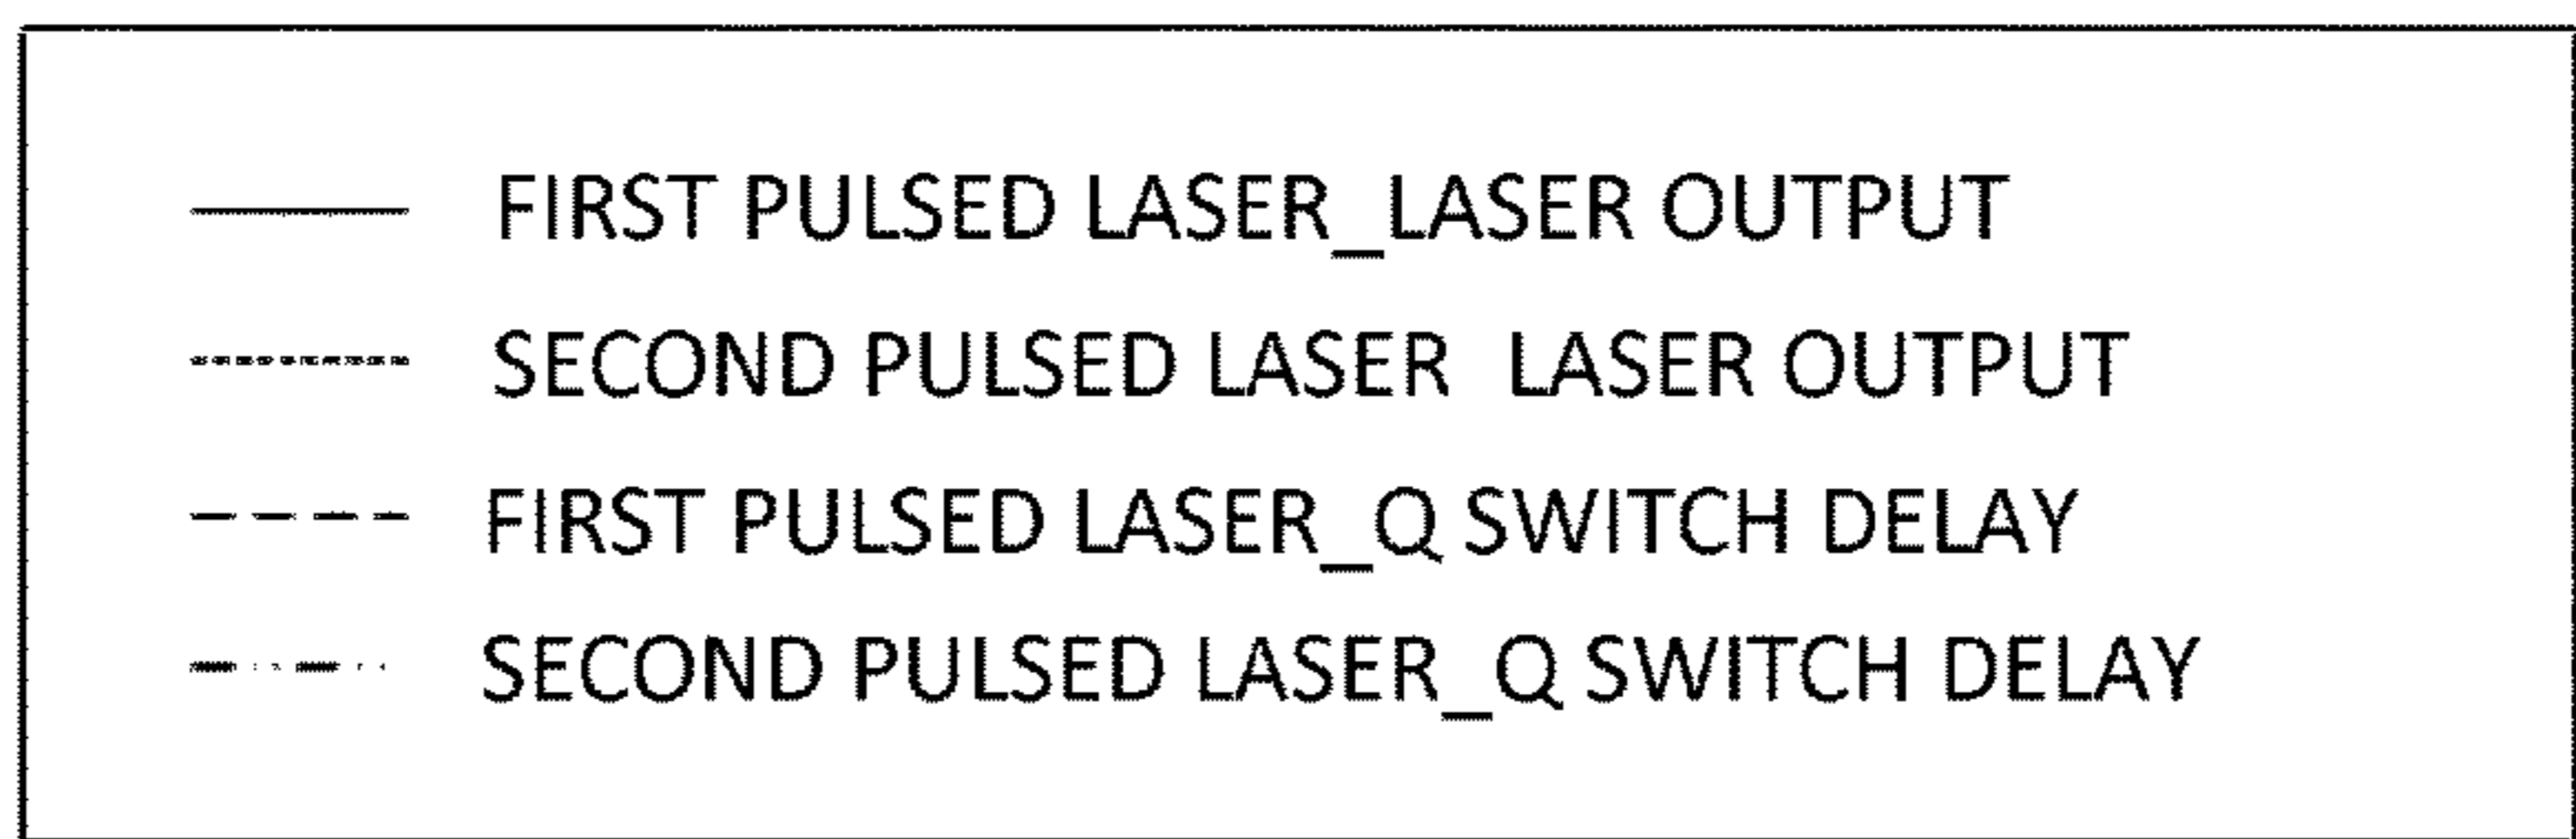 FIRST PULSED LASER_LASER OUTPUT
SECOND PULSED LASER LASER OUTPUT
FIRST PULSED LASER_Q SWITCH DELAY
SECOND PULSED LASER_Q SWITCH DELAY